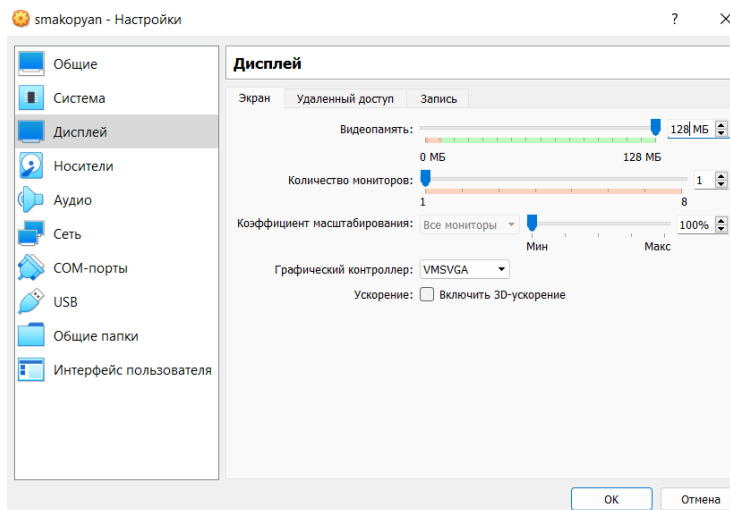 smakopyan - Настройки ? ×
Общие
Система
Дисплей
Носители
Аудио
Сеть
COM-порты
USB
Общие папки
Интерфейс пользователя
Дисплей
Экран Удаленный доступ Запись
Видеопамять: 128 МБ
0 МБ 128 МБ
Количество мониторов: 1
1 8
Коэффициент масштабирования: Все мониторы 100%
Мин Макс
Графический контроллер: VMSVGA
Ускорение: Включить 3D-ускорение
ОК Отмена